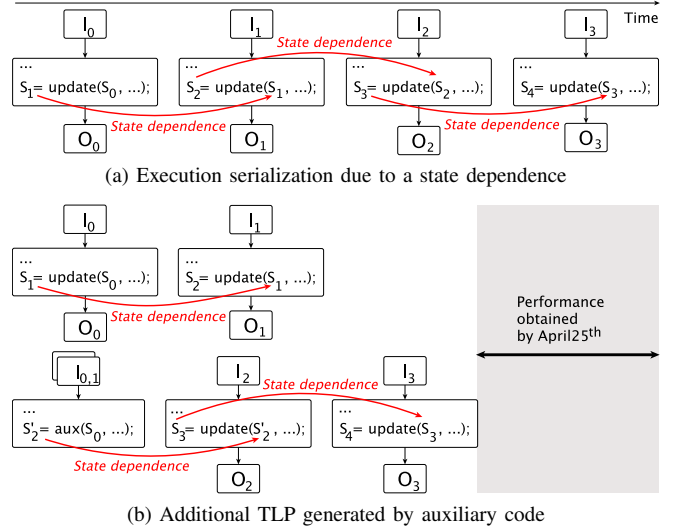 Time
I0 I1 I2 I3
... ... ... ...
S1= update(S0, ...); S2= update(S1, ...); S3= update(S2, ...); S4= update(S3, ...);
State dependence
State dependence State dependence
O0 O1 O2 O3
(a) Execution serialization due to a state dependence
I0 I1
... ...
S1= update(S0, ...); S2= update(S1, ...);
State dependence
O0 O1
Performance
obtained
by April25th
I0,1 I2 I3
State dependence
... ... ...
S'2= aux(S0, ...); S3= update(S'2, ...); S4= update(S3, ...);
State dependence
O2 O3
(b) Additional TLP generated by auxiliary code